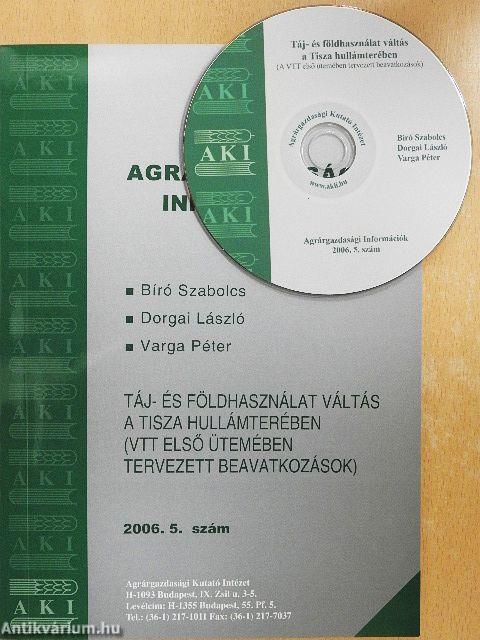 Táj- és földhasználat váltás
a Tisza hullámterében
(A VTT első ütemében tervezett beavatkozások)
AKI
Agrárgazdasági Kutató Intézet
www.akii.hu
Bíró Szabolcs
Dorgai László
Varga Péter
Agrárgazdasági Információk
2006. 5. szám
AKI
AKI
AKI
AKI
AKI
AKI
AKI
AKI
Bíró Szabolcs
Dorgai László
Varga Péter
TÁJ- ÉS FÖLDHASZNÁLAT VÁLTÁS
A TISZA HULLÁMTERÉBEN
(VTT ELSŐ ÜTEMÉBEN
TERVEZETT BEAVATKOZÁSOK)
2006. 5. szám
Agrárgazdasági Kutató Intézet
H-1093 Budapest, IX. Zsil u. 3-5.
Levélcím: H-1355 Budapest, 55. Pf. 5.
Tel.: (36-1) 217-1011 Fax: (36-1) 217-7037
Antikvárium.hu